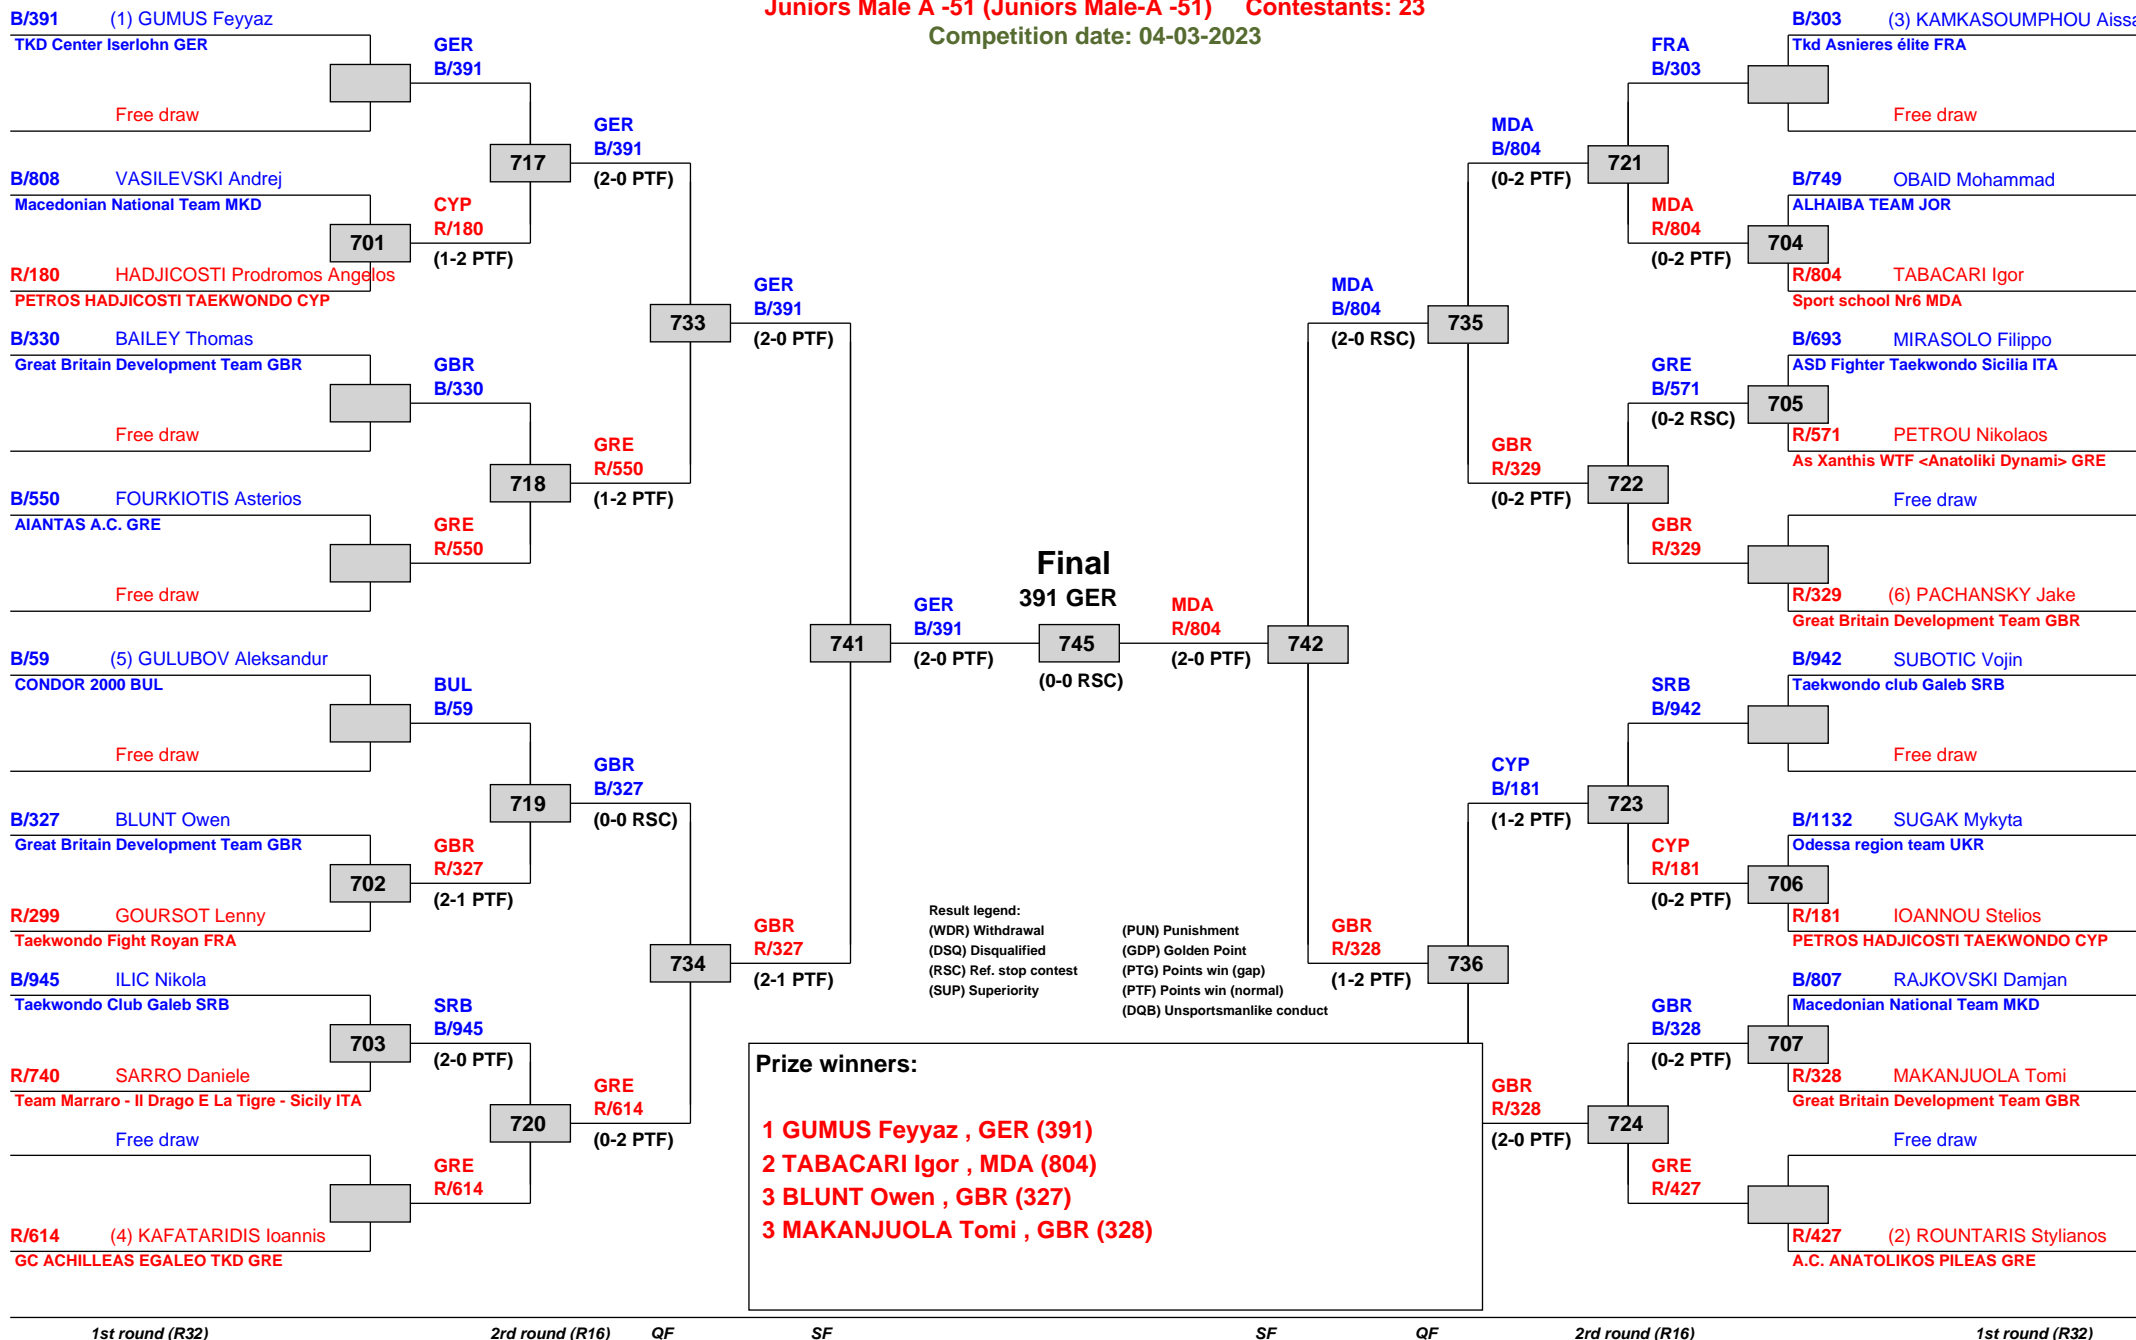 Juniors Male A -51 (Juniors Male-A -51) Contestants: 23
Competition date: 04-03-2023
B/391 (1) GUMUS Feyyaz
TKD Center Iserlohn GER
Free draw
B/808 VASILEVSKI Andrej
Macedonian National Team MKD
701
R/180 HADJICOSTI Prodromos Angelos
PETROS HADJICOSTI TAEKWONDO CYP
B/330 BAILEY Thomas
Great Britain Development Team GBR
Free draw
B/550 FOURKIOTIS Asterios
AIANTAS A.C. GRE
Free draw
B/59 (5) GULUBOV Aleksandur
CONDOR 2000 BUL
Free draw
B/327 BLUNT Owen
Great Britain Development Team GBR
702
R/299 GOURSOT Lenny
Taekwondo Fight Royan FRA
B/945 ILIC Nikola
Taekwondo Club Galeb SRB
703
R/740 SARRO Daniele
Team Marraro - Il Drago E La Tigre - Sicily ITA
Free draw
R/614 (4) KAFATARIDIS Ioannis
GC ACHILLEAS EGALEO TKD GRE
GER
B/391
717
CYP
R/180
(1-2 PTF)
GBR
B/330
718
GRE
R/550
BUL
B/59
719
GBR
R/327
(2-1 PTF)
SRB
B/945
(2-0 PTF)
720
GRE
R/614
GER
B/391
(2-0 PTF)
733
GRE
R/550
(1-2 PTF)
GBR
B/327
(0-0 RSC)
734
GRE
R/614
(0-2 PTF)
GER
B/391
(2-0 PTF)
741
GBR
R/327
(2-1 PTF)
GER
B/391
(2-0 PTF)
Final
391 GER
745
(0-0 RSC)
MDA
R/804
(2-0 PTF)
742
MDA
B/804
(2-0 RSC)
GBR
R/328
(1-2 PTF)
735
736
MDA
B/804
(0-2 PTF)
GBR
R/329
(0-2 PTF)
CYP
B/181
(1-2 PTF)
GBR
R/328
(2-0 PTF)
721
722
723
724
FRA
B/303
MDA
R/804
(0-2 PTF)
GRE
B/571
(0-2 RSC)
GBR
R/329
SRB
B/942
CYP
R/181
(0-2 PTF)
GBR
B/328
(0-2 PTF)
GRE
R/427
B/303 (3) KAMKASOUMPHOU Aissa
Tkd Asnieres élite FRA
Free draw
B/749 OBAID Mohammad
ALHAIBA TEAM JOR
704
R/804 TABACARI Igor
Sport school Nr6 MDA
B/693 MIRASOLO Filippo
ASD Fighter Taekwondo Sicilia ITA
705
R/571 PETROU Nikolaos
As Xanthis WTF <Anatoliki Dynami> GRE
Free draw
R/329 (6) PACHANSKY Jake
Great Britain Development Team GBR
B/942 SUBOTIC Vojin
Taekwondo club Galeb SRB
Free draw
B/1132 SUGAK Mykyta
Odessa region team UKR
706
R/181 IOANNOU Stelios
PETROS HADJICOSTI TAEKWONDO CYP
B/807 RAJKOVSKI Damjan
Macedonian National Team MKD
707
R/328 MAKANJUOLA Tomi
Great Britain Development Team GBR
Free draw
R/427 (2) ROUNTARIS Stylianos
A.C. ANATOLIKOS PILEAS GRE
Result legend:
(WDR) Withdrawal (PUN) Punishment
(DSQ) Disqualified (GDP) Golden Point
(RSC) Ref. stop contest (PTG) Points win (gap)
(SUP) Superiority (PTF) Points win (normal)
(DQB) Unsportsmanlike conduct
Prize winners:
1 GUMUS Feyyaz , GER (391)
2 TABACARI Igor , MDA (804)
3 BLUNT Owen , GBR (327)
3 MAKANJUOLA Tomi , GBR (328)
1st round (R32) 2rd round (R16) QF SF SF QF 2rd round (R16) 1st round (R32)